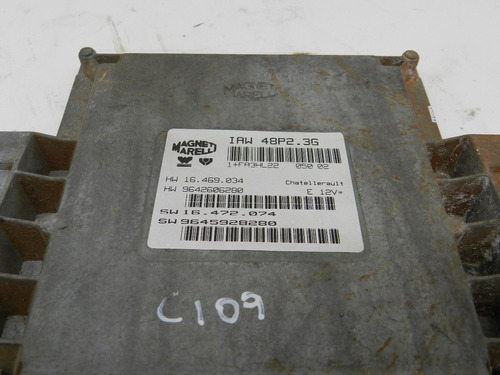 MAGNETI
MARELLI
MAGNETI
MARELLI
IAW 48P2.3G
1+FA3WL22 050 02
HW 16.469.034 Chatellerault
HW 9642606280 E 12V=
SW 16.472.074
SW 9645928280
C109